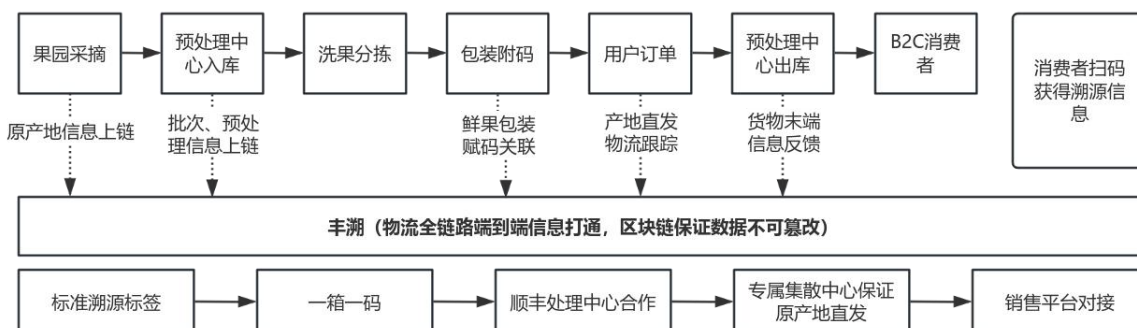 果园采摘
预处理中
心入库
洗果分拣
包装附码
用户订单
预处理中
心出库
B2C消费
者
消费者扫码
获得溯源信
息
原产地信息上链
批次、预处
理信息上链
鲜果包装
赋码关联
产地直发
物流跟踪
货物末端
信息反馈
丰溯（物流全链路端到端信息打通，区块链保证数据不可篡改）
标准溯源标签
一箱一码
顺丰处理中心合作
专属集散中心保证
原产地直发
销售平台对接